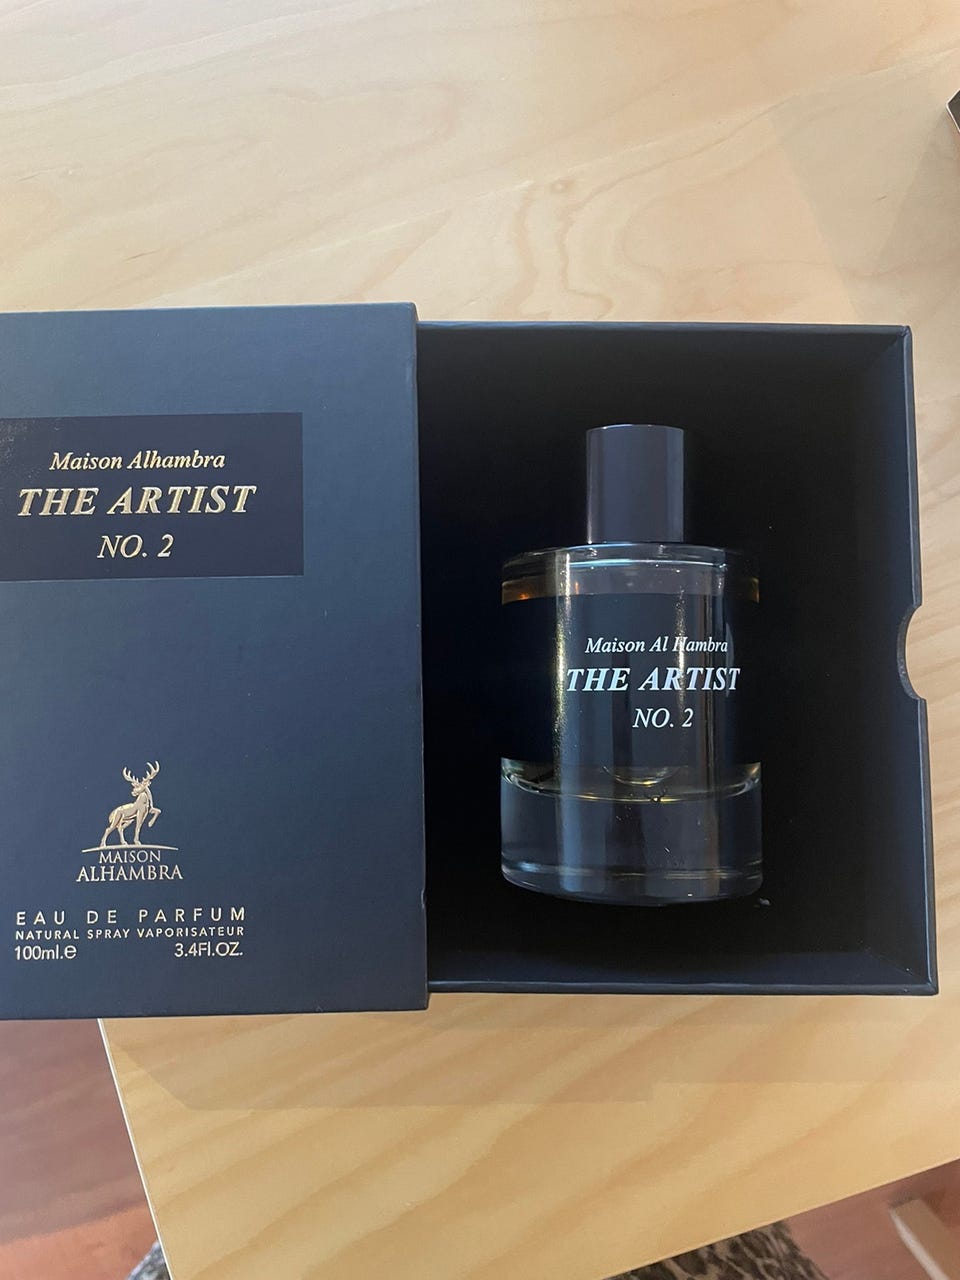 Maison Alhambra
THE ARTIST
NO. 2
MAISON
ALHAMBRA
EAU DE PARFUM
NATURAL SPRAY VAPORISATEUR
100ml.e 3.4Fl.OZ.
Maison Al Hambra
THE ARTIST
NO. 2